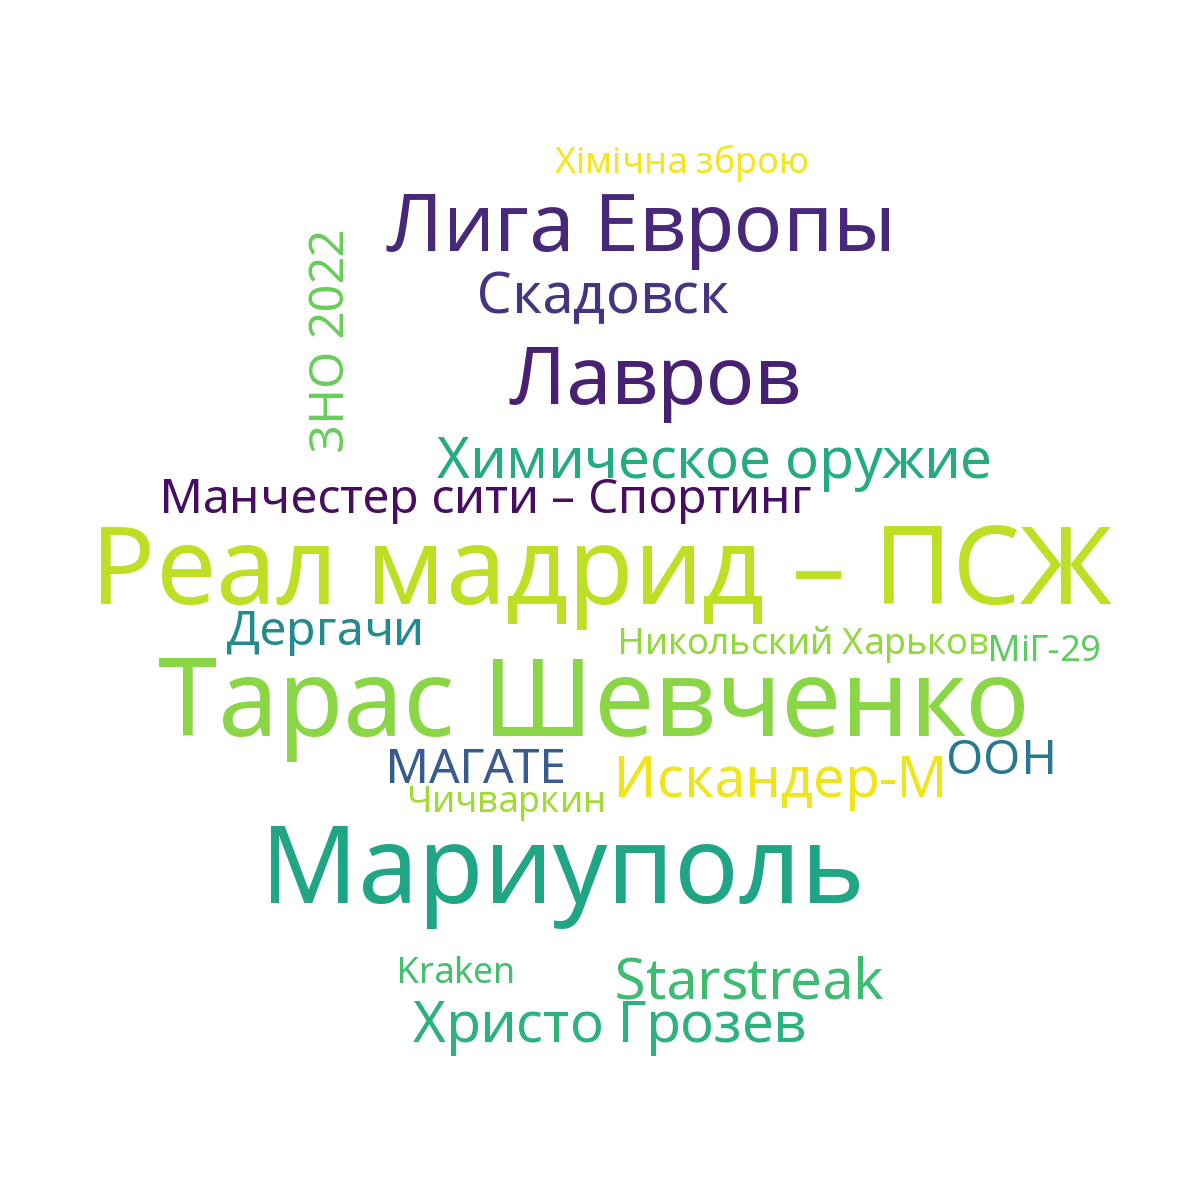 Хімічна зброю
Лига Европы
ЗНО 2022
Скадовск
Лавров
Химическое оружие
Манчестер сити – Спортинг
Реал мадрид – ПСЖ
Дергачи
Никольский Харьков
МіГ-29
Тарас Шевченко
МАГАТЕ
Искандер-М
ООН
Чичваркин
Мариуполь
Kraken
Starstreak
Христо Грозев